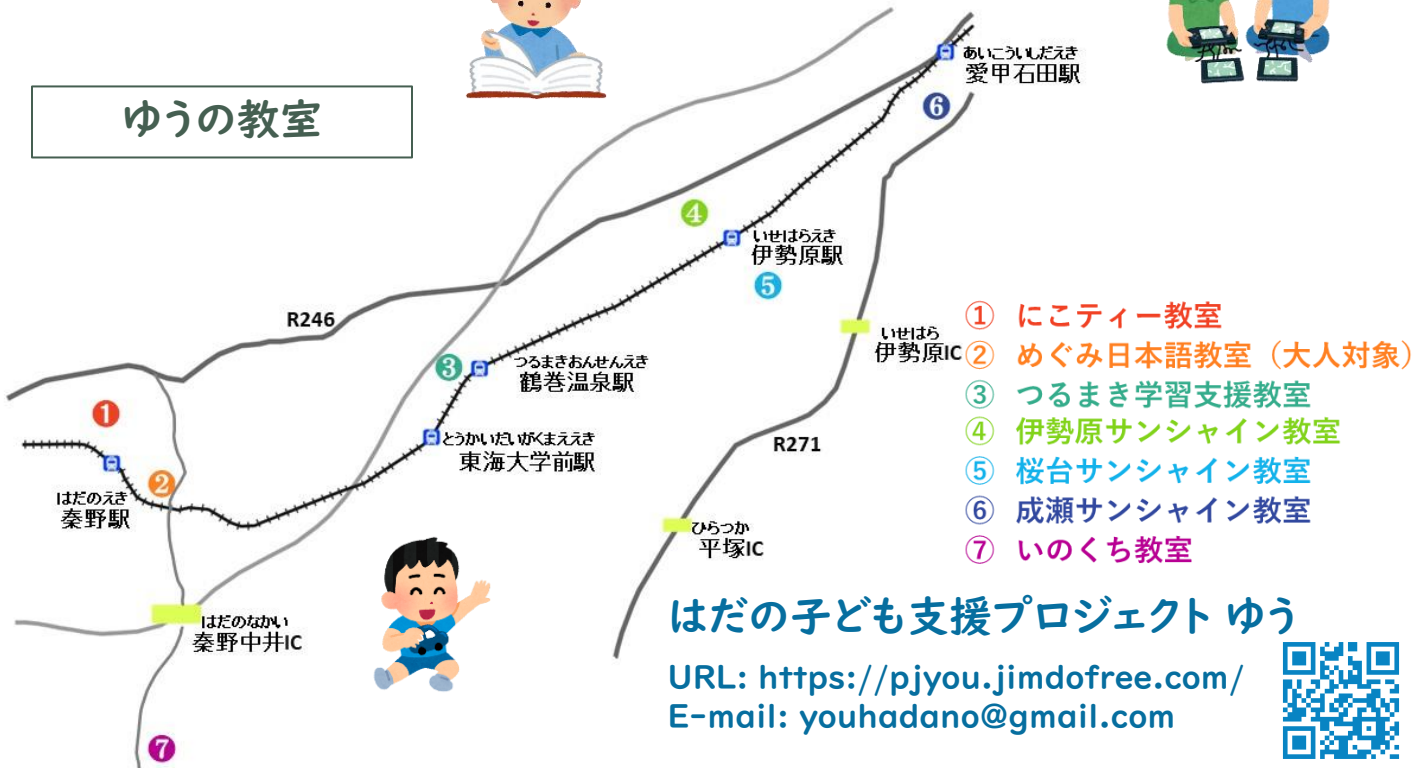 ゆうの教室
あいこういしだえき
愛甲石田駅
❻
❹
いせはらえき
伊勢原駅
❺
R246
いせはら
伊勢原IC
❸
つるまきおんせんえき
鶴巻温泉駅
❶
とうかいだいがくまええき
東海大学前駅
R271
❷
はだのえき
秦野駅
ひらつか
平塚IC
はだのなかい
秦野中井IC
❼
① にこティー教室
② めぐみ日本語教室（大人対象）
③ つるまき学習支援教室
④ 伊勢原サンシャイン教室
⑤ 桜台サンシャイン教室
⑥ 成瀬サンシャイン教室
⑦ いのくち教室
はだの子ども支援プロジェクト ゆう
URL: https://pjyou.jimdofree.com/
E-mail: youhadano@gmail.com